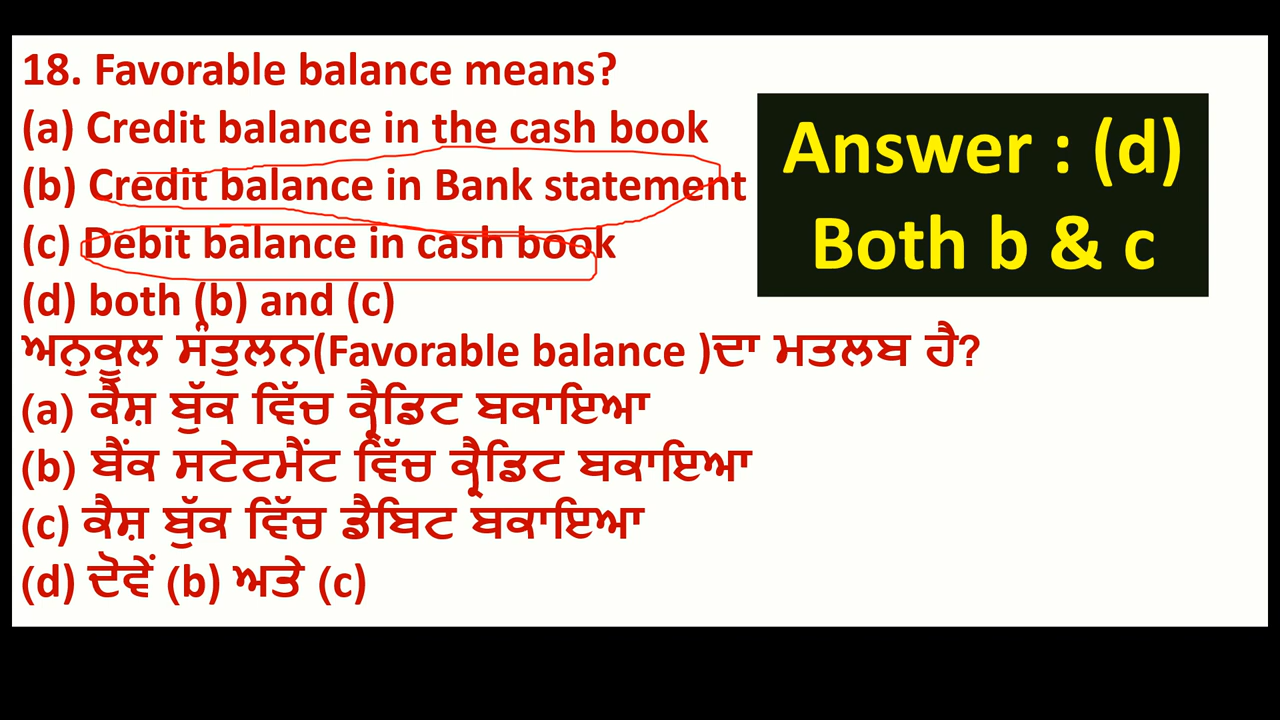 18. Favorable balance means?
(a) Credit balance in the cash book
(b) Credit balance in Bank statement
(c) Debit balance in cash book
(d) both (b) and (c)
Answer : (d)
Both b & c
ਅਨੁਕੂਲ ਸੰਤੁਲਨ(Favorable balance )ਦਾ ਮਤਲਬ ਹੈ?
(a) ਕੈਸ਼ ਬੁੱਕ ਵਿੱਚ ਕ੍ਰੈਡਿਟ ਬਕਾਇਆ
(b) ਬੈਂਕ ਸਟੇਟਮੈਂਟ ਵਿੱਚ ਕ੍ਰੈਡਿਟ ਬਕਾਇਆ
(c) ਕੈਸ਼ ਬੁੱਕ ਵਿੱਚ ਡੈਬਿਟ ਬਕਾਇਆ
(d) ਦੋਵੇਂ (b) ਅਤੇ (c)